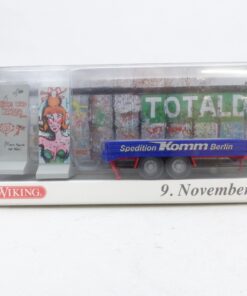 TOTALD
Spedition Komm Berlin
WIKING
9. November